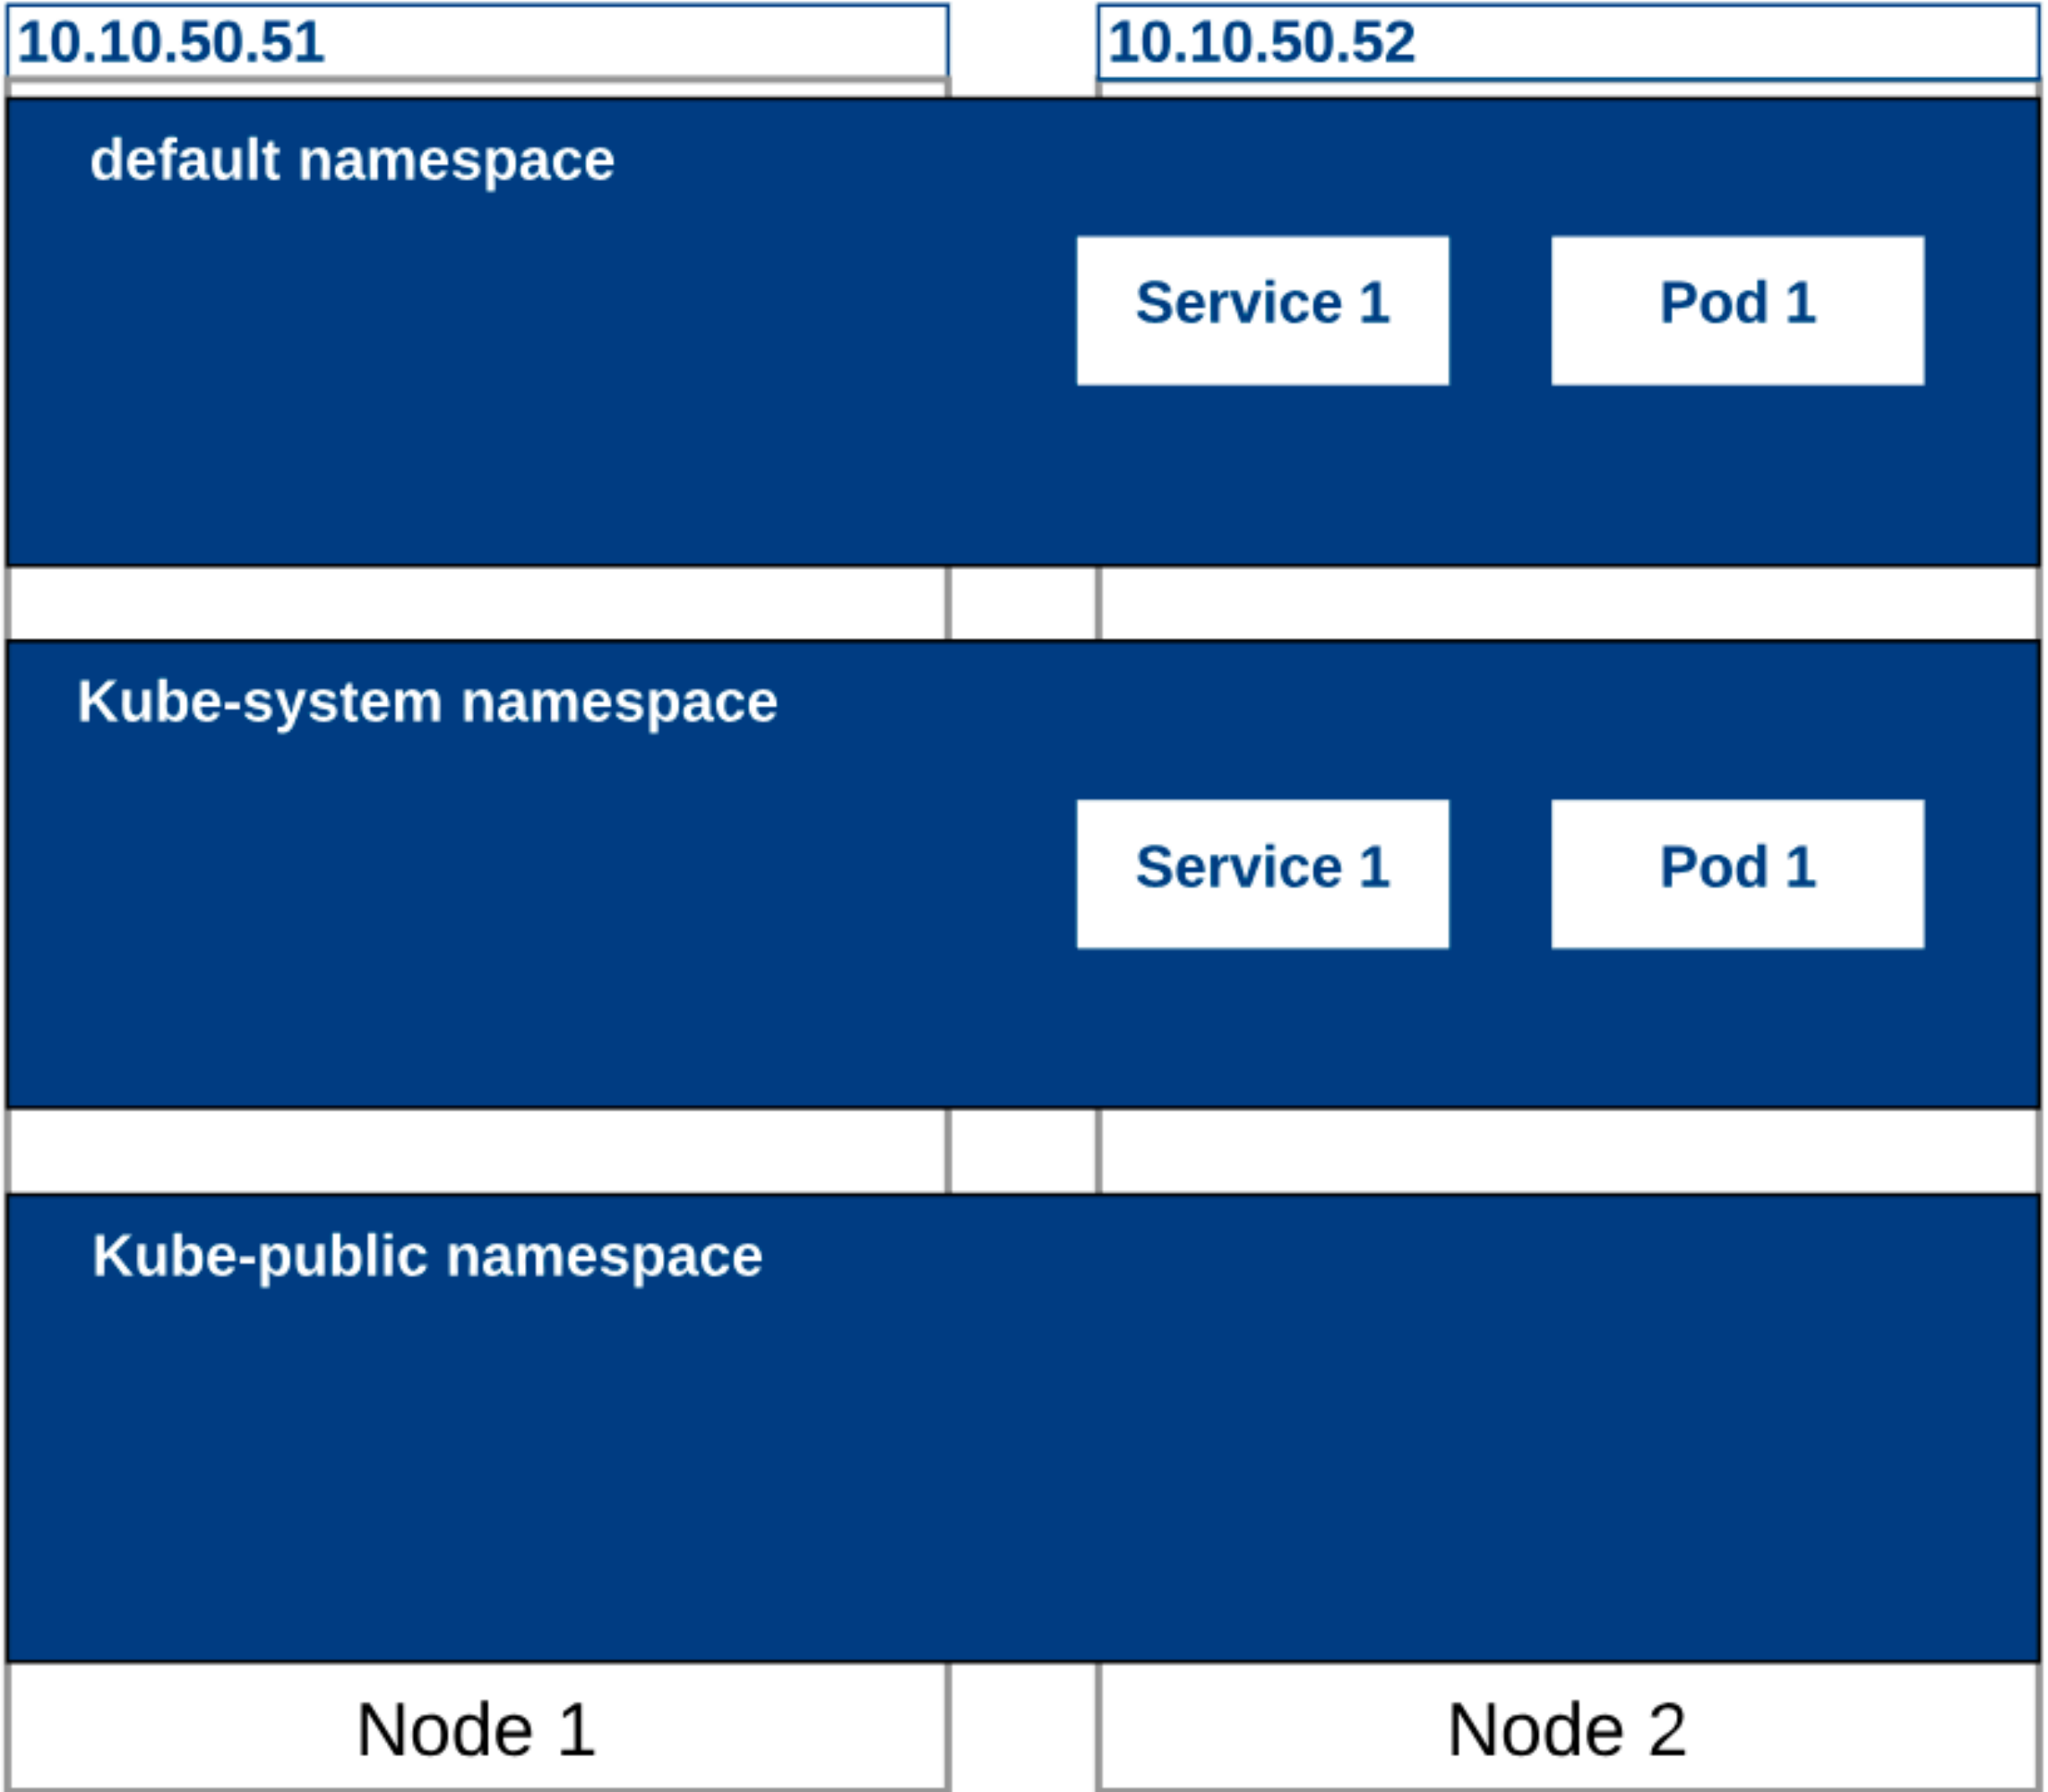 10.10.50.51
10.10.50.52
default namespace
Service 1
Pod 1
Kube-system namespace
Service 1
Pod 1
Kube-public namespace
Node 1
Node 2